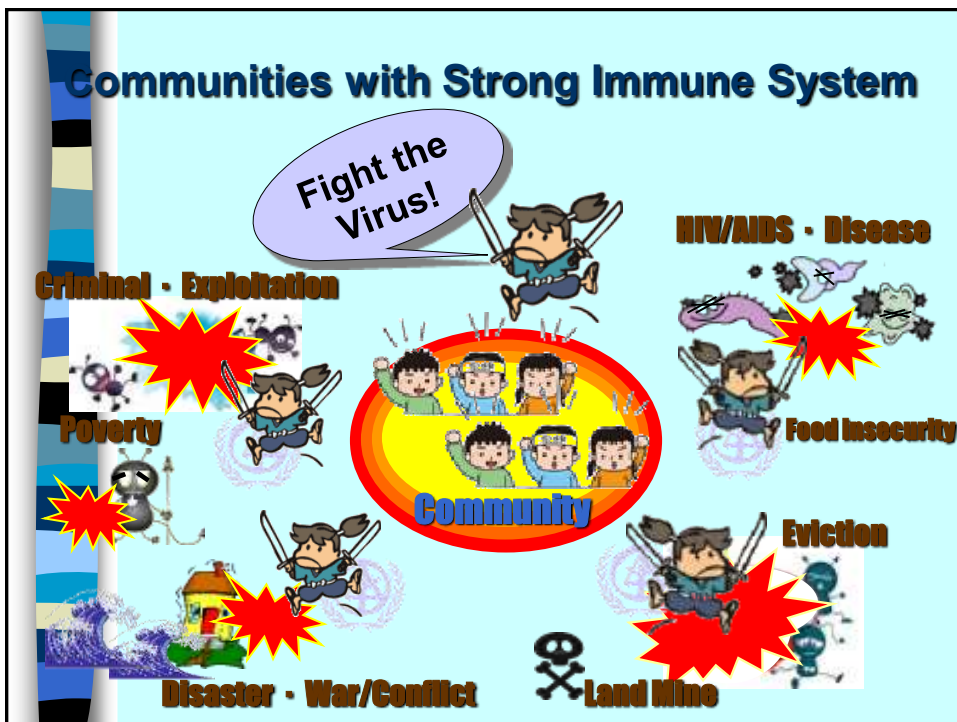 Communities with Strong Immune System
Fight the
Virus!
HIV/AIDS・Disease
Criminal・Exploitation
Poverty
Food Insecurity
Community
Eviction
Disaster・War/Conflict
Land Mine